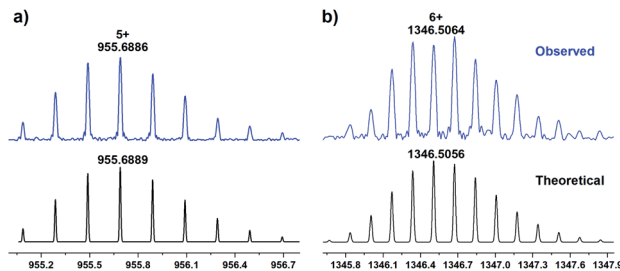 a)
5+
955.6886
955.6889
955.2 955.5 955.8 956.1 956.4 956.7
b)
6+
1346.5064
Observed
1346.5056
Theoretical
1345.8 1346.1 1346.4 1346.7 1347.0 1347.3 1347.6 1347.9